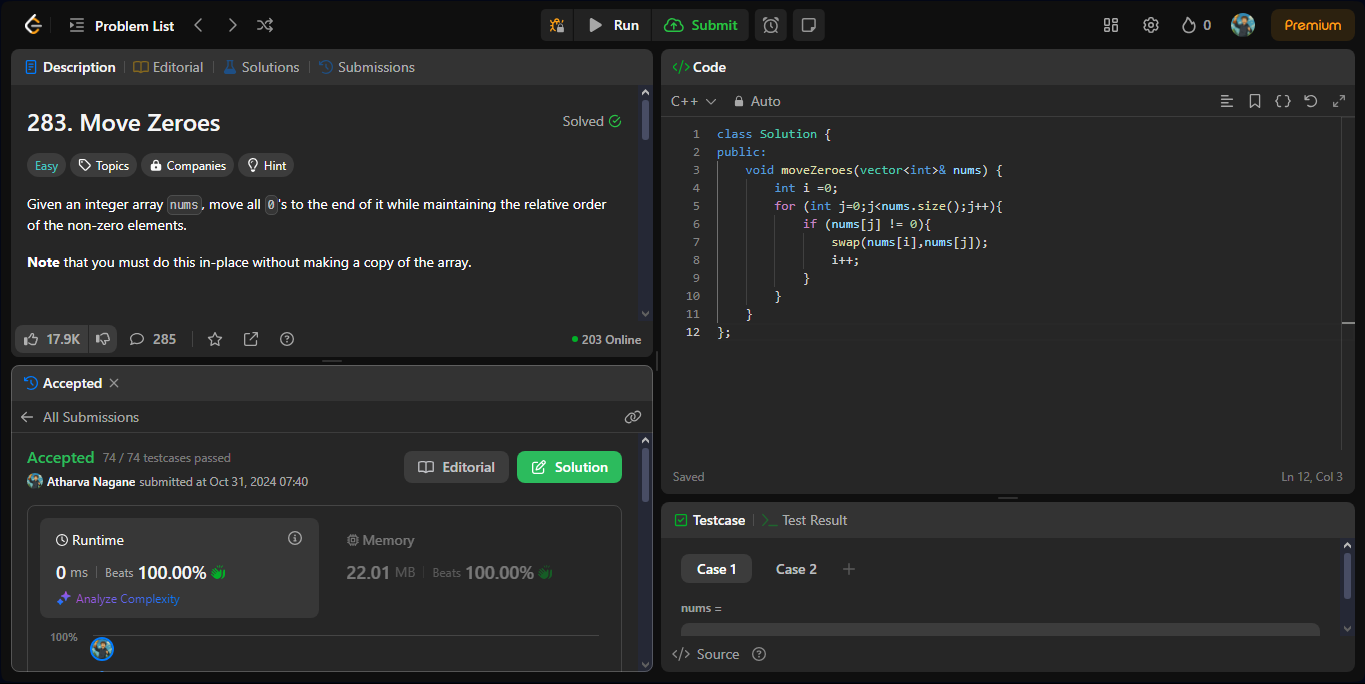 Problem List
Run
Submit
0
Premium
Description
Editorial
Solutions
Submissions
283. Move Zeroes
Solved
Easy
Topics
Companies
Hint
Given an integer array nums, move all 0's to the end of it while maintaining the relative order
of the non-zero elements.
Note that you must do this in-place without making a copy of the array.
17.9K
285
203 Online
Accepted
All Submissions
Accepted 74 / 74 testcases passed
Atharva Nagane submitted at Oct 31, 2024 07:40
Editorial
Solution
Runtime
0 ms | Beats 100.00%
Analyze Complexity
Memory
22.01 MB | Beats 100.00%
100%
</> Code
C++
Auto
1 class Solution {
2 public:
3     void moveZeroes(vector<int>& nums) {
4         int i =0;
5         for (int j=0;j<nums.size();j++){
6             if (nums[j] != 0){
7                 swap(nums[i],nums[j]);
8                 i++;
9             }
10         }
11     }
12 };
Saved
Ln 12, Col 3
Testcase
>_ Test Result
Case 1
Case 2
+
nums =
</> Source